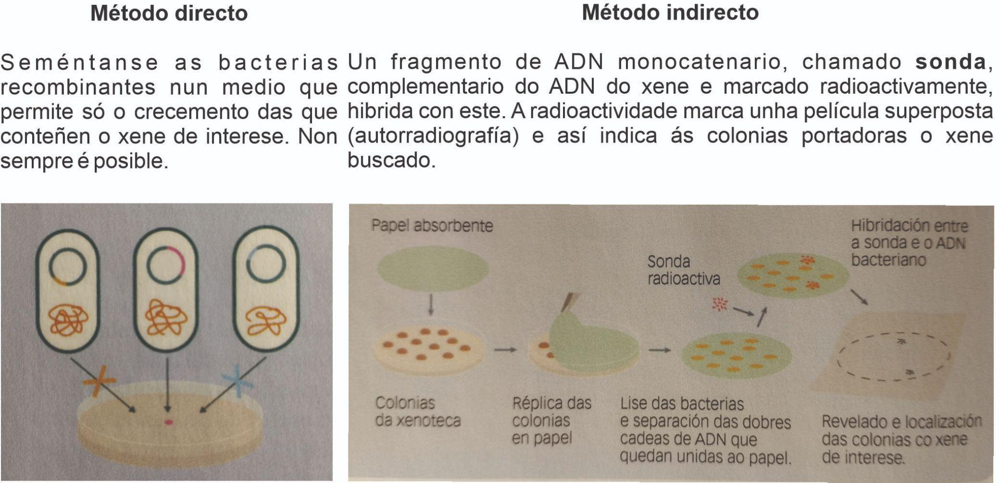 Método directo
Seméntanse as bacterias
recombinantes nun medio que
permite só o crecemento das que
conteñen o xene de interese. Non
sempre é posible.
Método indirecto
Un fragmento de ADN monocatenario, chamado sonda,
complementario do ADN do xene e marcado radioactivamente,
hibrida con este. A radioactividade marca unha película superposta
(autorradiografía) e así indica ás colonias portadoras o xene
buscado.
Papel absorbente
Colonias
da xenoteca
Réplica das
colonias
en papel
Lise das bacterias
e separación das dobres
cadeas de ADN que
quedan unidas ao papel.
Sonda
radioactiva
Hibridación entre
a sonda e o ADN
bacteriano
Revelado e localización
das colonias co xene
de interese.